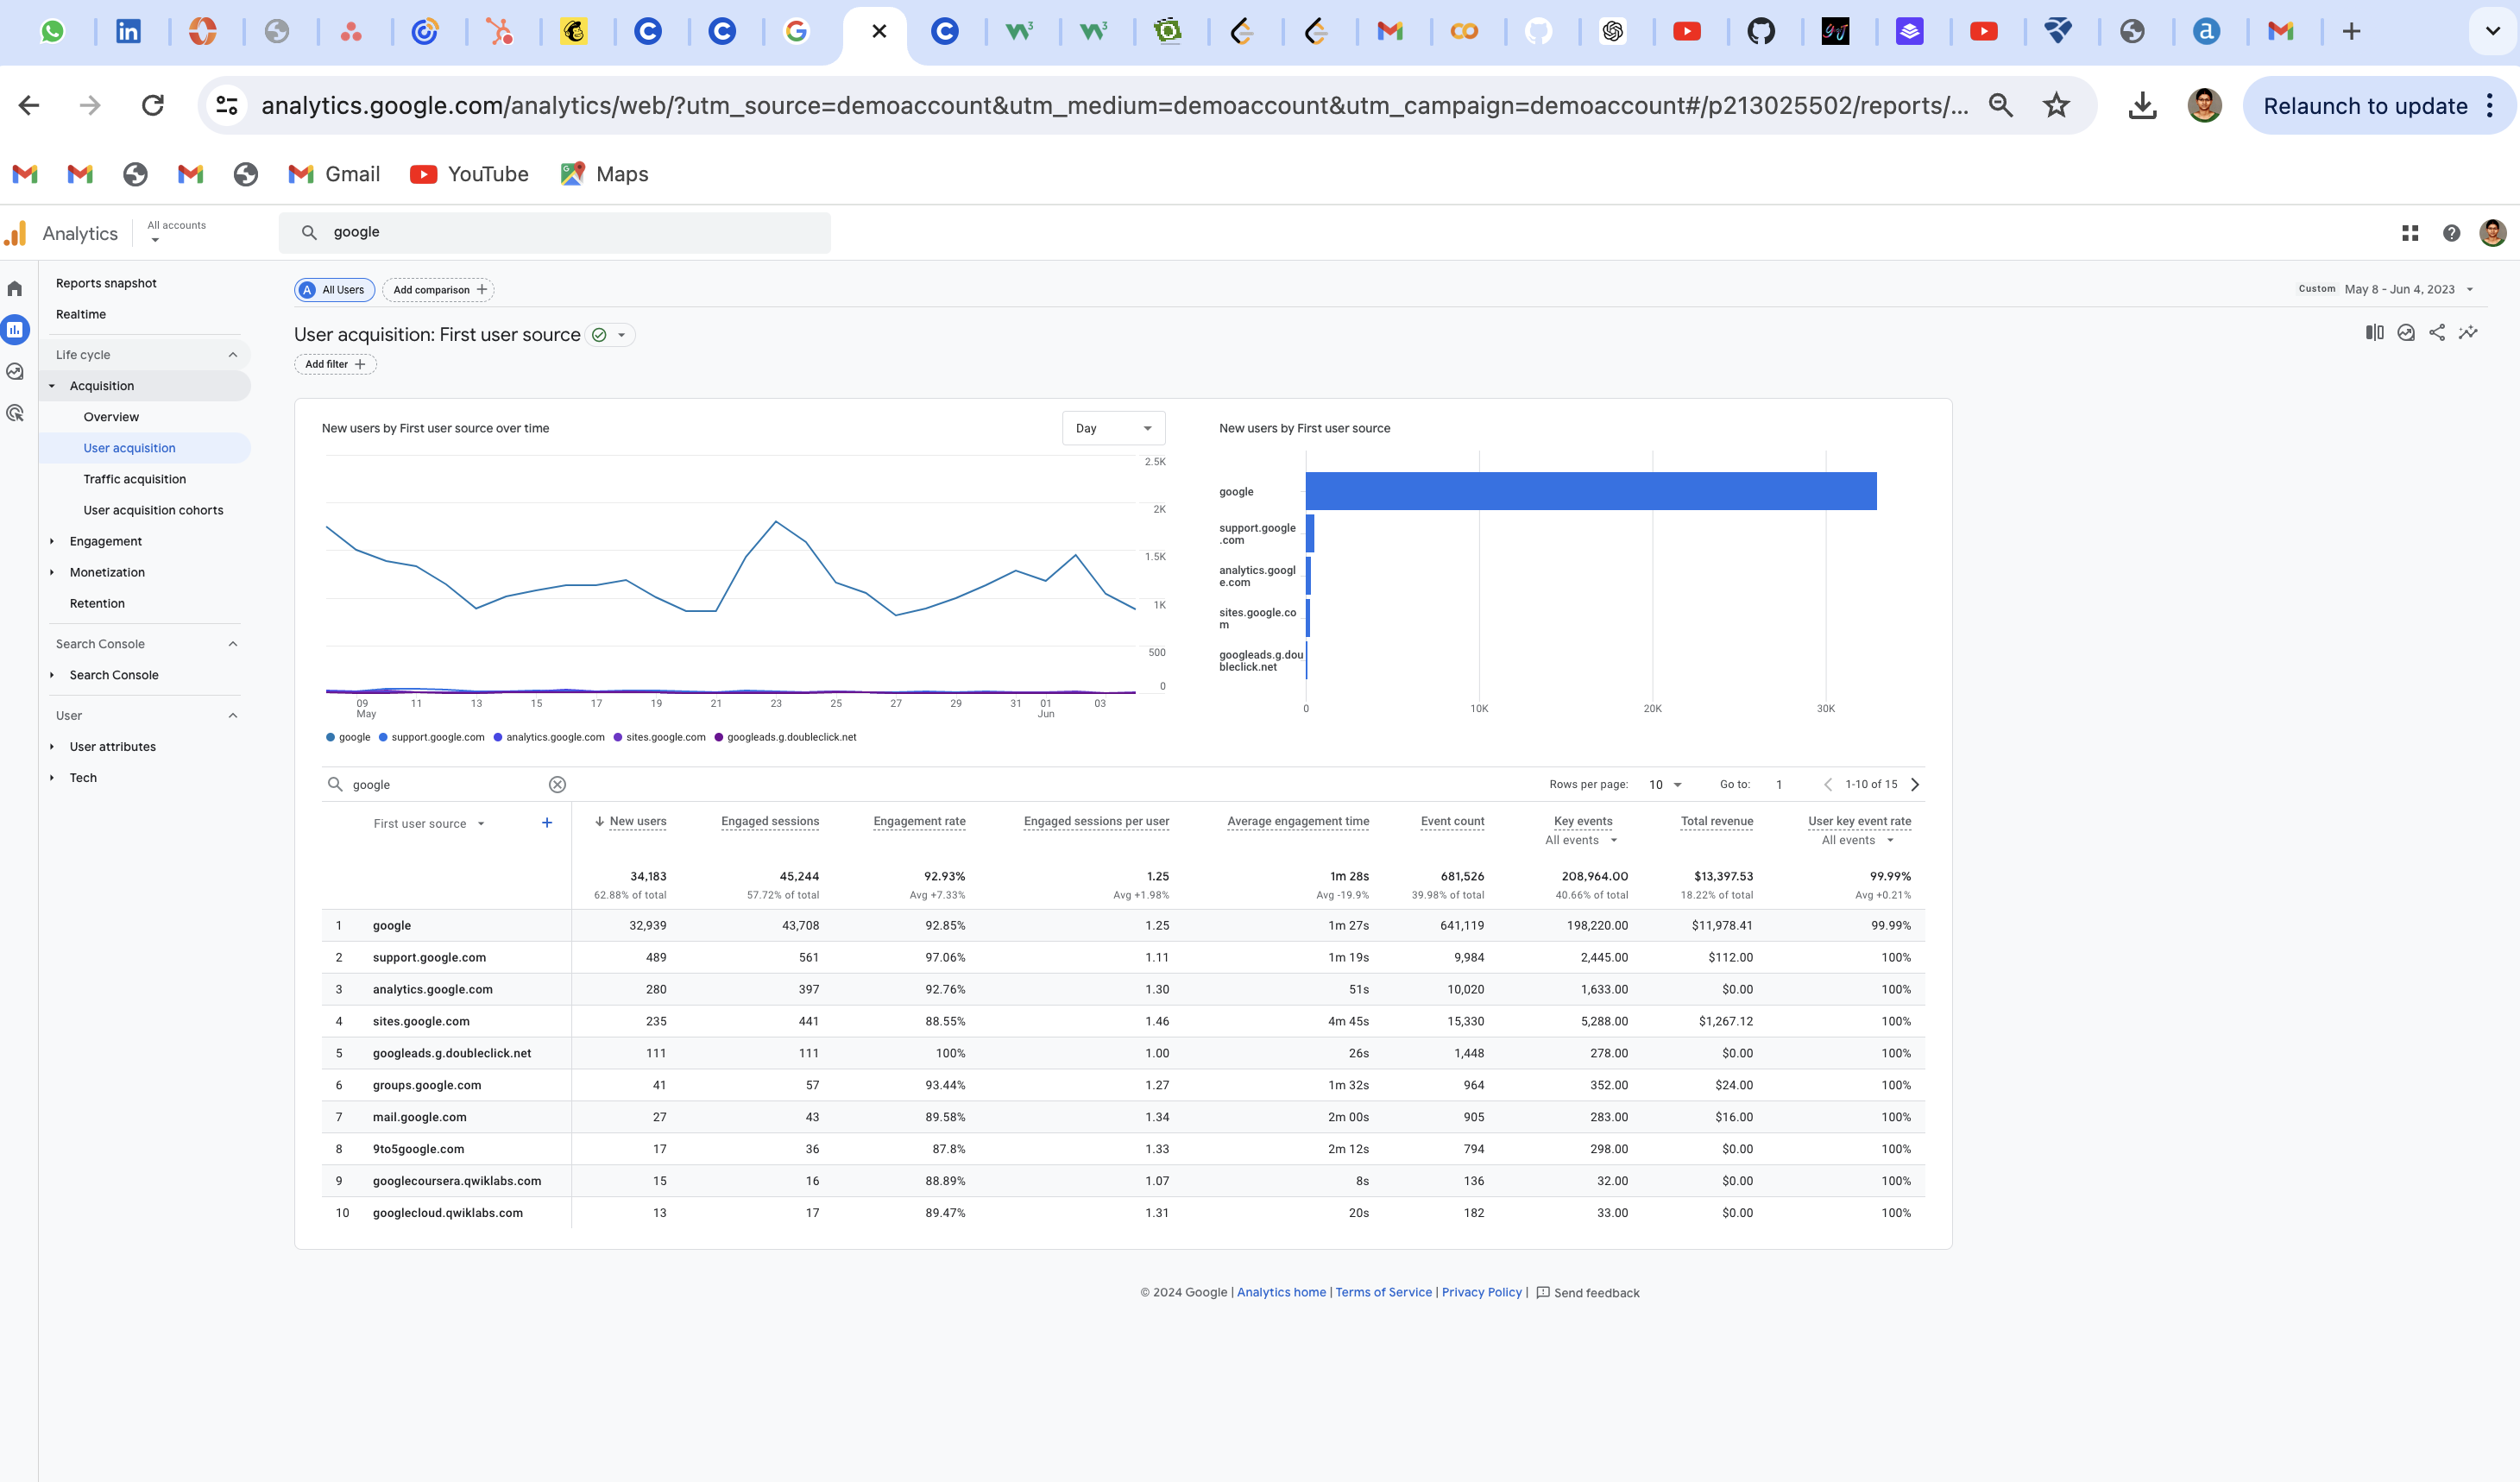 analytics.google.com/analytics/web/?utm_source=demoaccount&utm_medium=demoaccount&utm_campaign=demoaccount#/p213025502/reports/...
Relaunch to update
Gmail
YouTube
Maps
Analytics
All accounts
google
Reports snapshot
Realtime
Life cycle
Acquisition
Overview
User acquisition
Traffic acquisition
User acquisition cohorts
Engagement
Monetization
Retention
Search Console
Search Console
User
User attributes
Tech
A All Users
Add comparison +
Custom May 8 - Jun 4, 2023
User acquisition: First user source
Add filter +
New users by First user source over time
Day
2.5K
2K
1.5K
1K
500
0
09 11 13 15 17 19 21 23 25 27 29 31 01 03
May Jun
google support.google.com analytics.google.com sites.google.com googleads.g.doubleclick.net
New users by First user source
google
support.google
.com
analytics.googl
e.com
sites.google.co
m
googleads.g.dou
bleclick.net
0 10K 20K 30K
google
Rows per page: 10 Go to: 1 1-10 of 15
First user source + New users Engaged sessions Engagement rate Engaged sessions per user Average engagement time Event count Key events Total revenue User key event rate
All events All events
34,183 45,244 92.93% 1.25 1m 28s 681,526 208,964.00 $13,397.53 99.99%
62.88% of total 57.72% of total Avg +7.33% Avg +1.98% Avg -19.9% 39.98% of total 40.66% of total 18.22% of total Avg +0.21%
1 google 32,939 43,708 92.85% 1.25 1m 27s 641,119 198,220.00 $11,978.41 99.99%
2 support.google.com 489 561 97.06% 1.11 1m 19s 9,984 2,445.00 $112.00 100%
3 analytics.google.com 280 397 92.76% 1.30 51s 10,020 1,633.00 $0.00 100%
4 sites.google.com 235 441 88.55% 1.46 4m 45s 15,330 5,288.00 $1,267.12 100%
5 googleads.g.doubleclick.net 111 111 100% 1.00 26s 1,448 278.00 $0.00 100%
6 groups.google.com 41 57 93.44% 1.27 1m 32s 964 352.00 $24.00 100%
7 mail.google.com 27 43 89.58% 1.34 2m 00s 905 283.00 $16.00 100%
8 9to5google.com 17 36 87.8% 1.33 2m 12s 794 298.00 $0.00 100%
9 googlecoursera.qwiklabs.com 15 16 88.89% 1.07 8s 136 32.00 $0.00 100%
10 googlecloud.qwiklabs.com 13 17 89.47% 1.31 20s 182 33.00 $0.00 100%
© 2024 Google | Analytics home | Terms of Service | Privacy Policy | Send feedback